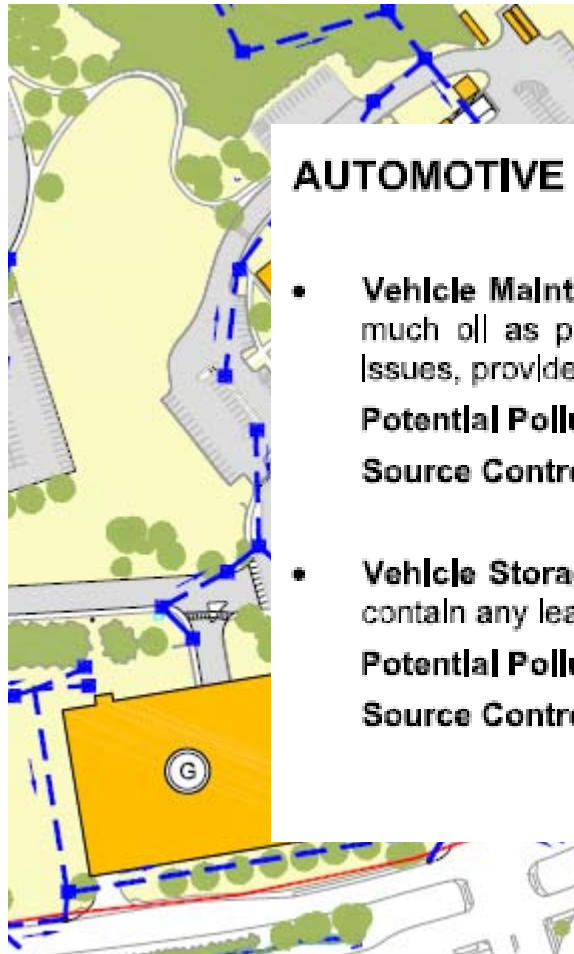 AUTOMOTIVE
• Vehicle Maint
much oil as p
issues, provide
Potential Pollu
Source Contro
• Vehicle Stora
contain any lea
Potential Pollu
Source Contro
G